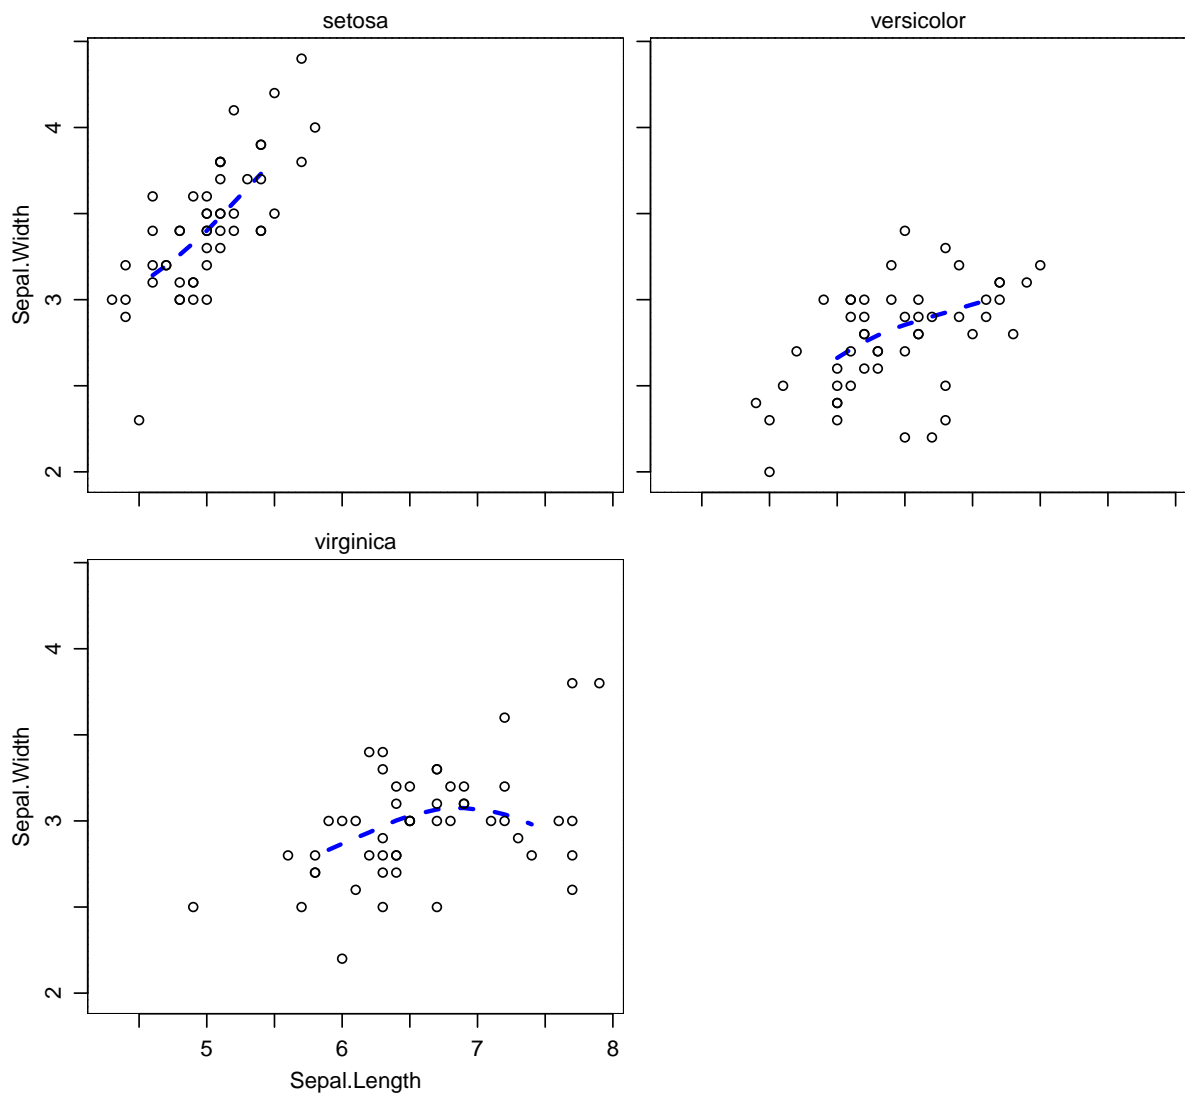 setosa
versicolor
Sepal.Width
4
3
2
virginica
Sepal.Width
4
3
2
5 6 7 8
Sepal.Length